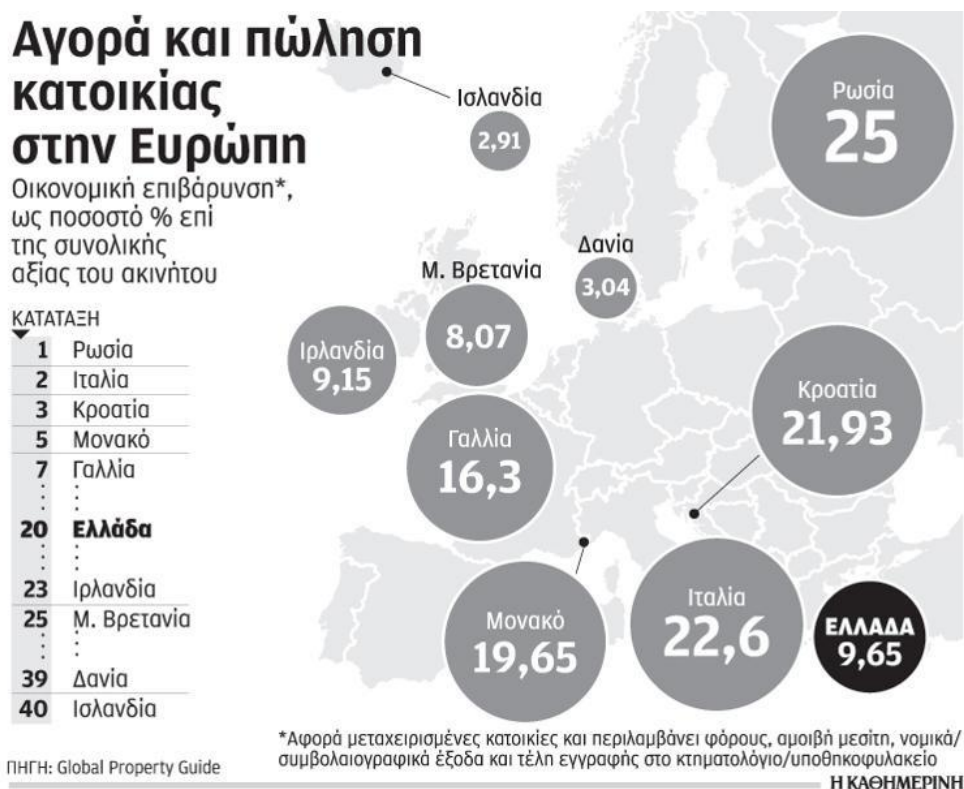 Αγορά και πώληση
κατοικίας
στην Ευρώπη
Οικονομική επιβάρυνση*,
ως ποσοστό % επί
της συνολικής
αξίας του ακινήτου
ΚΑΤΑΤΑΞΗ
1 Ρωσία
2 Ιταλία
3 Κροατία
5 Μονακό
7 Γαλλία
20 Ελλάδα
23 Ιρλανδία
25 Μ. Βρετανία
39 Δανία
40 Ισλανδία
Ισλανδία
2,91
Ρωσία
25
Δανία
3,04
Μ. Βρετανία
8,07
Ιρλανδία
9,15
Κροατία
21,93
Γαλλία
16,3
Μονακό
19,65
Ιταλία
22,6
ΕΛΛΑΔΑ
9,65
*Αφορά μεταχειρισμένες κατοικίες και περιλαμβάνει φόρους, αμοιβή μεσίτη, νομικά/
συμβολαιογραφικά έξοδα και τέλη εγγραφής στο κτηματολόγιο/υποθηκοφυλακείο
ΠΗΓΗ: Global Property Guide
Η ΚΑΘΗΜΕΡΙΝΗ